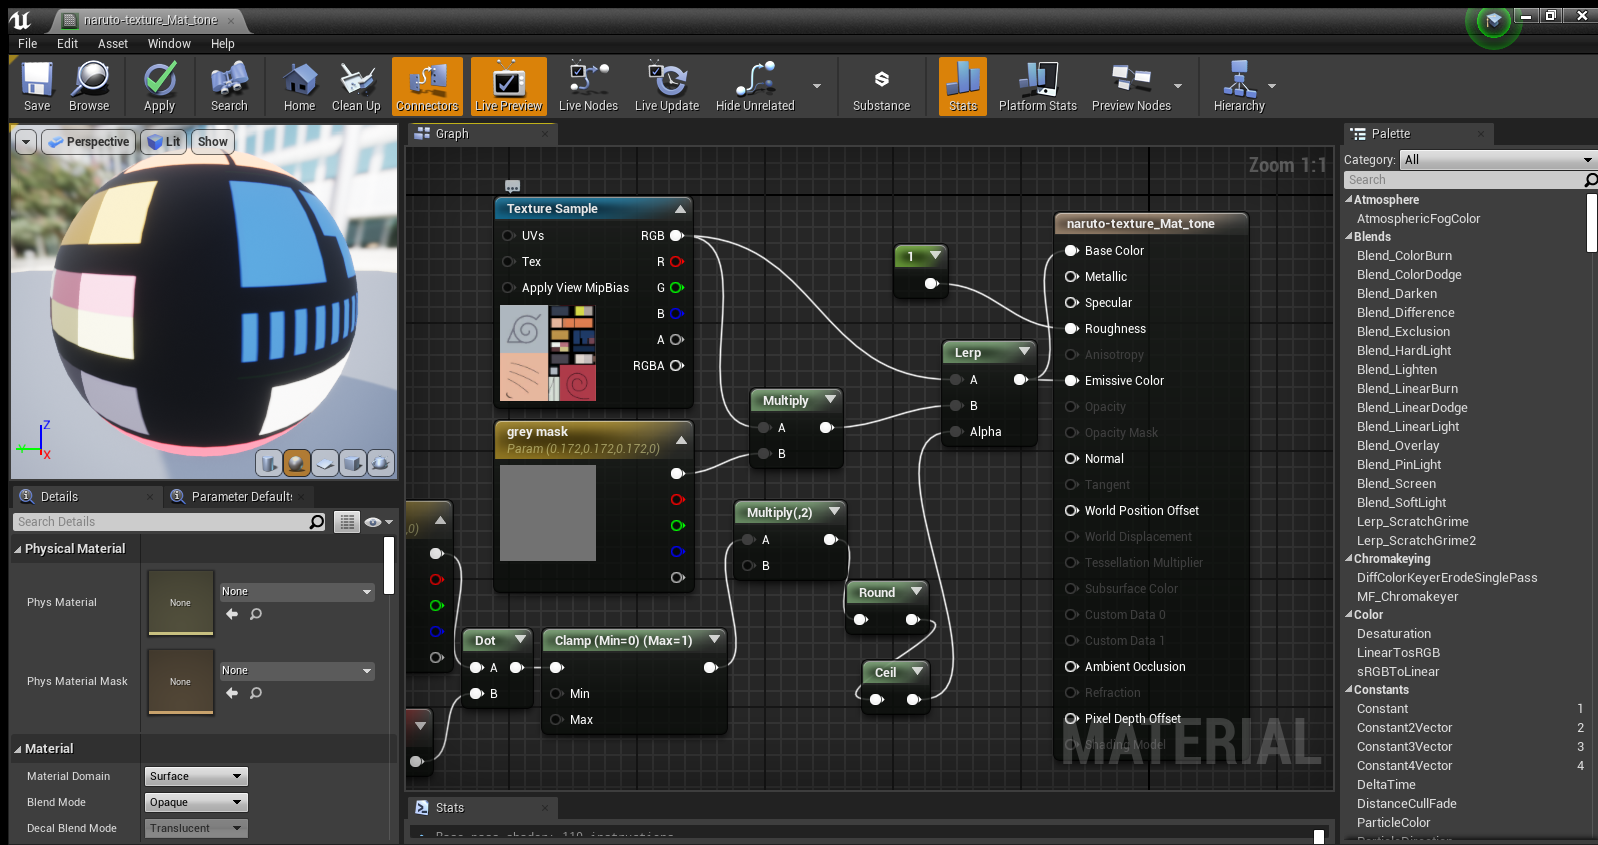 naruto-texture_Mat_tone
File Edit Asset Window Help
Save Browse Apply Search Home Clean Up Connectors Live Preview Live Nodes Live Update Hide Unrelated Substance Stats Platform Stats Preview Nodes Hierarchy
Perspective Lit Show
Z
Y
X
Details Parameter Defaults
Search Details
Physical Material
Phys Material
None
None
Phys Material Mask
None
None
Material
Material Domain Surface
Blend Mode Opaque
Decal Blend Mode Translucent
Graph
Zoom 1:1
Texture Sample
UVs RGB
Tex R
Apply View MipBias G
B
A
RGBA
grey mask
Param (0.172,0.172,0.172,0)
,0)
Dot
A
B
Clamp (Min=0) (Max=1)
Min
Max
Multiply
A
B
Multiply(,2)
A
B
Round
Ceil
1
Lerp
A
B
Alpha
naruto-texture_Mat_tone
Base Color
Metallic
Specular
Roughness
Anisotropy
Emissive Color
Opacity
Opacity Mask
Normal
Tangent
World Position Offset
World Displacement
Tessellation Multiplier
Subsurface Color
Custom Data 0
Custom Data 1
Ambient Occlusion
Refraction
Pixel Depth Offset
Shading Model
MATERIAL
Stats
Base pass shader: 110 instructions
Palette
Category: All
Search
Atmosphere
AtmosphericFogColor
Blends
Blend_ColorBurn
Blend_ColorDodge
Blend_Darken
Blend_Difference
Blend_Exclusion
Blend_HardLight
Blend_Lighten
Blend_LinearBurn
Blend_LinearDodge
Blend_LinearLight
Blend_Overlay
Blend_PinLight
Blend_Screen
Blend_SoftLight
Lerp_ScratchGrime
Lerp_ScratchGrime2
Chromakeying
DiffColorKeyerErodeSinglePass
MF_Chromakeyer
Color
Desaturation
LinearTosRGB
sRGBToLinear
Constants
Constant 1
Constant2Vector 2
Constant3Vector 3
Constant4Vector 4
DeltaTime
DistanceCullFade
ParticleColor
ParticleDirection